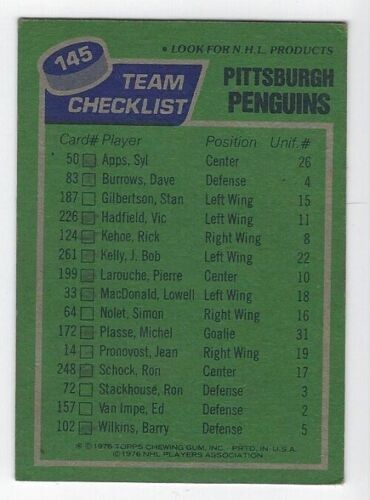 145
• LOOK FOR N.H.L. PRODUCTS
TEAM CHECKLIST
PITTSBURGH PENGUINS
Card# Player Position Unif.#
50 Apps, Syl Center 26
83 Burrows, Dave Defense 4
187 Gilbertson, Stan Left Wing 15
226 Hadfield, Vic Left Wing 11
124 Kehoe, Rick Right Wing 8
261 Kelly, J. Bob Left Wing 22
199 Larouche, Pierre Center 10
33 MacDonald, Lowell Left Wing 18
64 Nolet, Simon Right Wing 16
172 Plasse, Michel Goalie 31
14 Pronovost, Jean Right Wing 19
248 Schock, Ron Center 17
72 Stackhouse, Ron Defense 3
157 Van Impe, Ed Defense 2
102 Wilkins, Barry Defense 5
© 1976 TOPPS CHEWING GUM, INC. PRTD. IN U.S.A.
© 1976 NHL PLAYERS ASSOCIATION